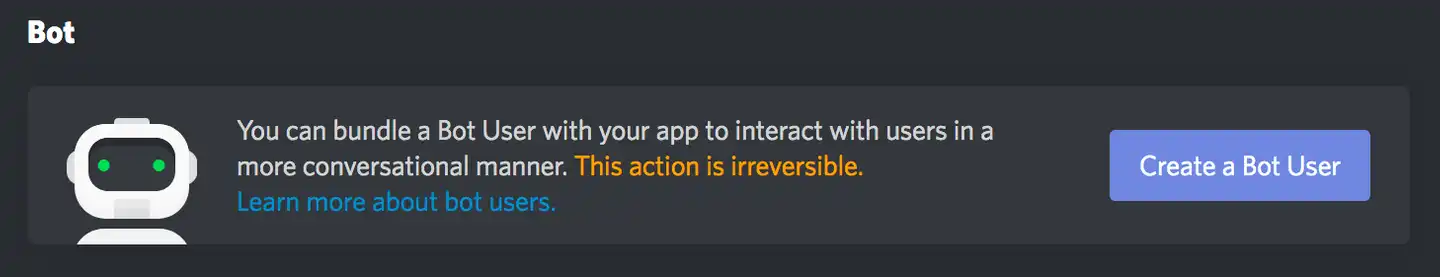 Bot
You can bundle a Bot User with your app to interact with users in a
more conversational manner. This action is irreversible.
Learn more about bot users.
Create a Bot User